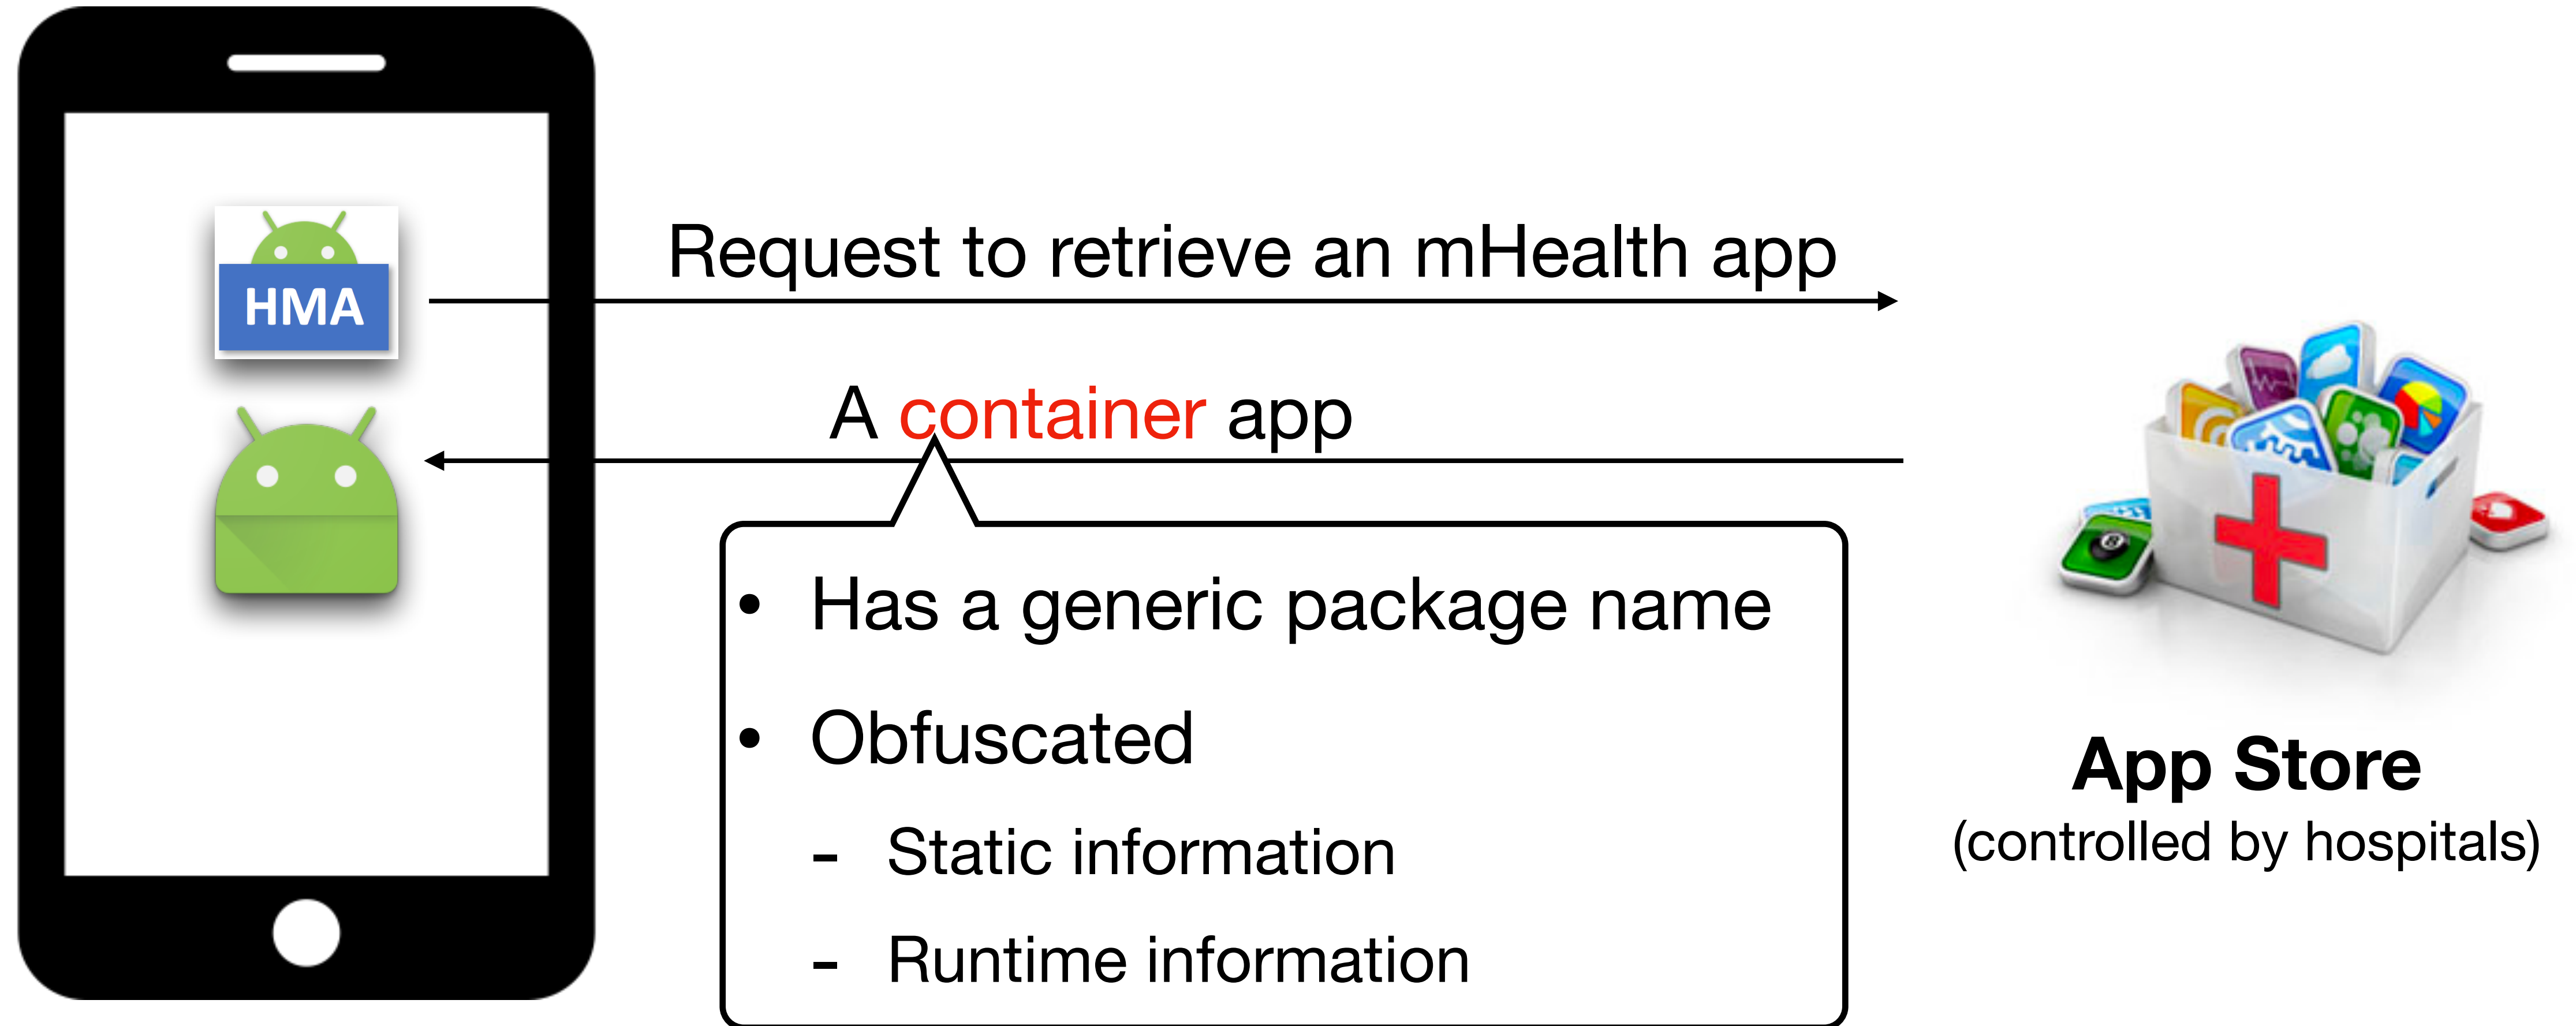 HMA
Request to retrieve an mHealth app
A container app
• Has a generic package name
• Obfuscated
- Static information
- Runtime information
8
App Store
(controlled by hospitals)